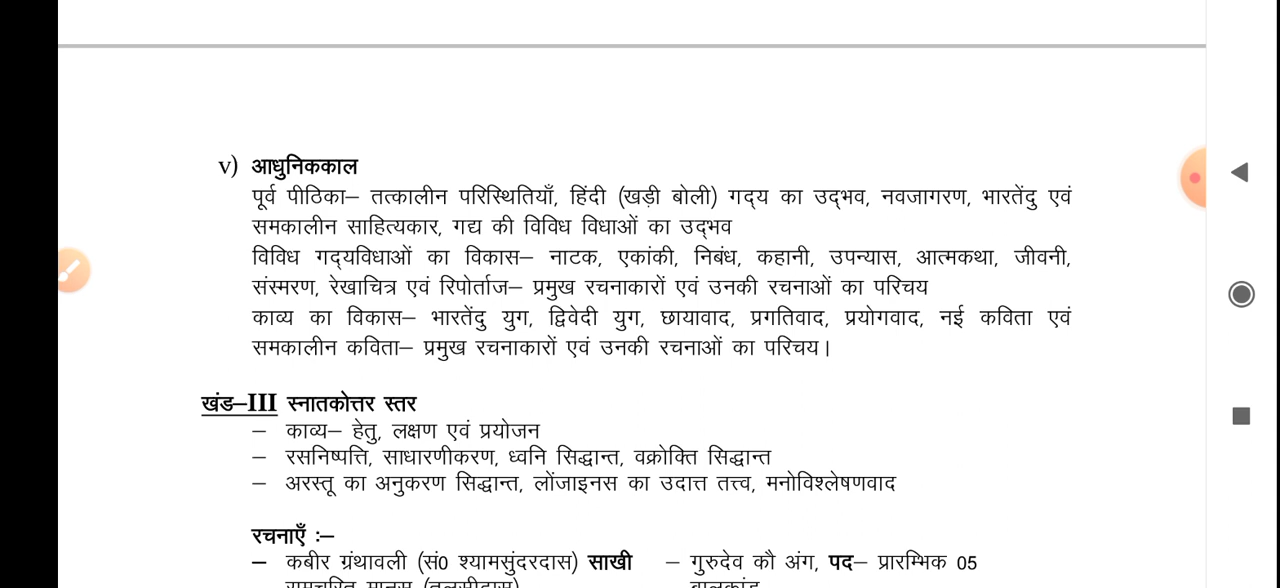 v) आधुनिककाल
पूर्व पीठिका– तत्कालीन परिस्थितियाँ, हिंदी (खड़ी बोली) गद्‌य का उद्‌भव, नवजागरण, भारतेंदु एवं
समकालीन साहित्यकार, गद्य की विविध विधाओं का उद्‌भव
विविध गद्‌यविधाओं का विकास– नाटक, एकांकी, निबंध, कहानी, उपन्यास, आत्मकथा, जीवनी,
संस्मरण, रेखाचित्र एवं रिपोर्ताज– प्रमुख रचनाकारों एवं उनकी रचनाओं का परिचय
काव्य का विकास– भारतेंदु युग, द्विवेदी युग, छायावाद, प्रगतिवाद, प्रयोगवाद, नई कविता एवं
समकालीन कविता– प्रमुख रचनाकारों एवं उनकी रचनाओं का परिचय।
खंड–III स्नातकोत्तर स्तर
– काव्य– हेतु, लक्षण एवं प्रयोजन
– रसनिष्पत्ति, साधारणीकरण, ध्वनि सिद्धान्त, वक्रोक्ति सिद्धान्त
– अरस्तू का अनुकरण सिद्धान्त, लोंजाइनस का उदात्त तत्त्व, मनोविश्लेषणवाद
रचनाएँ :–
– कबीर ग्रंथावली (सं0 श्यामसुंदरदास) साखी – गुरुदेव कौ अंग, पद– प्रारम्भिक 05